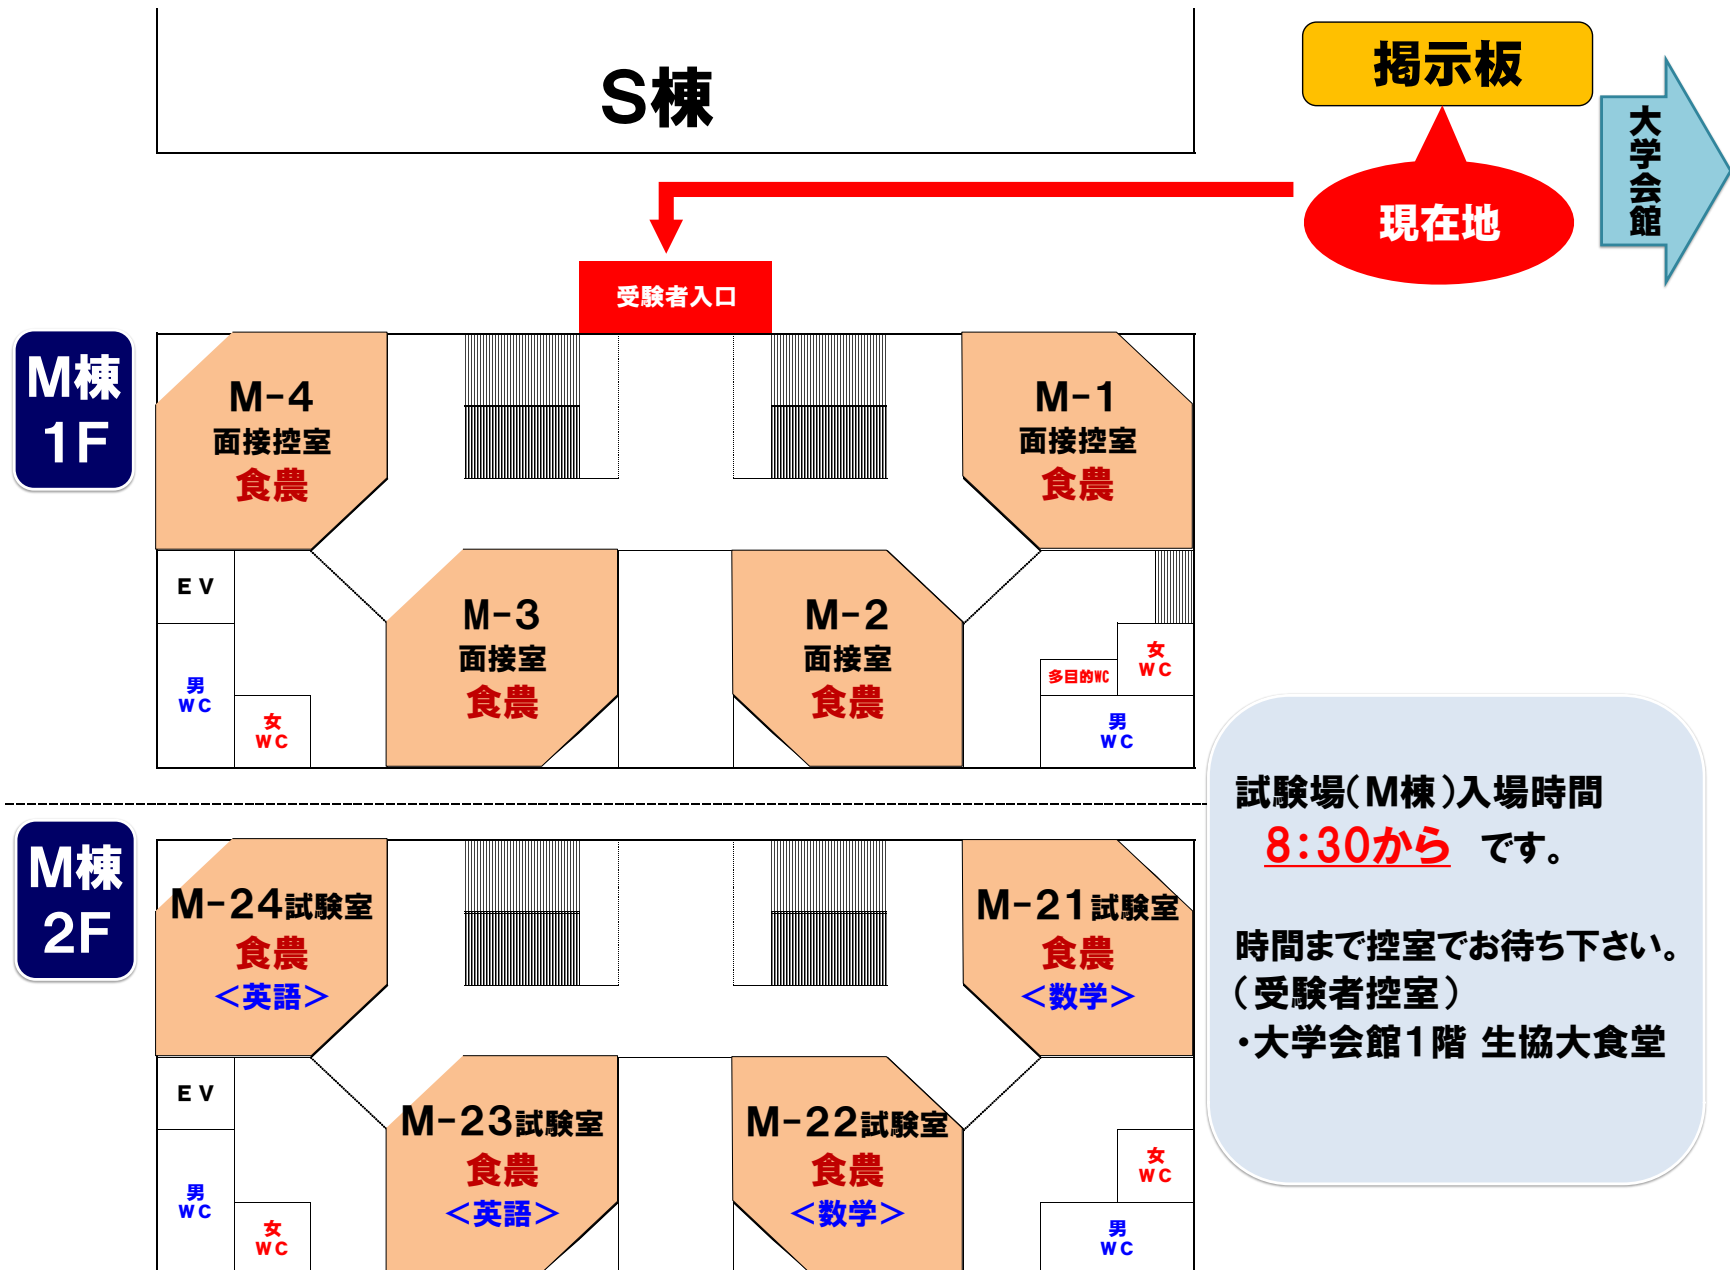 S棟
掲示板
大学会館
現在地
受験者入口
M棟
1F
M-4
面接控室
食農
M-1
面接控室
食農
EV
男
WC
女
WC
M-3
面接室
食農
M-2
面接室
食農
女
WC
多目的WC
男
WC
M棟
2F
M-24試験室
食農
＜英語＞
M-21試験室
食農
＜数学＞
EV
男
WC
女
WC
M-23試験室
食農
＜英語＞
M-22試験室
食農
＜数学＞
女
WC
男
WC
試験場(M棟)入場時間
8:30から です。
時間まで控室でお待ち下さい。
(受験者控室)
・大学会館1階 生協大食堂